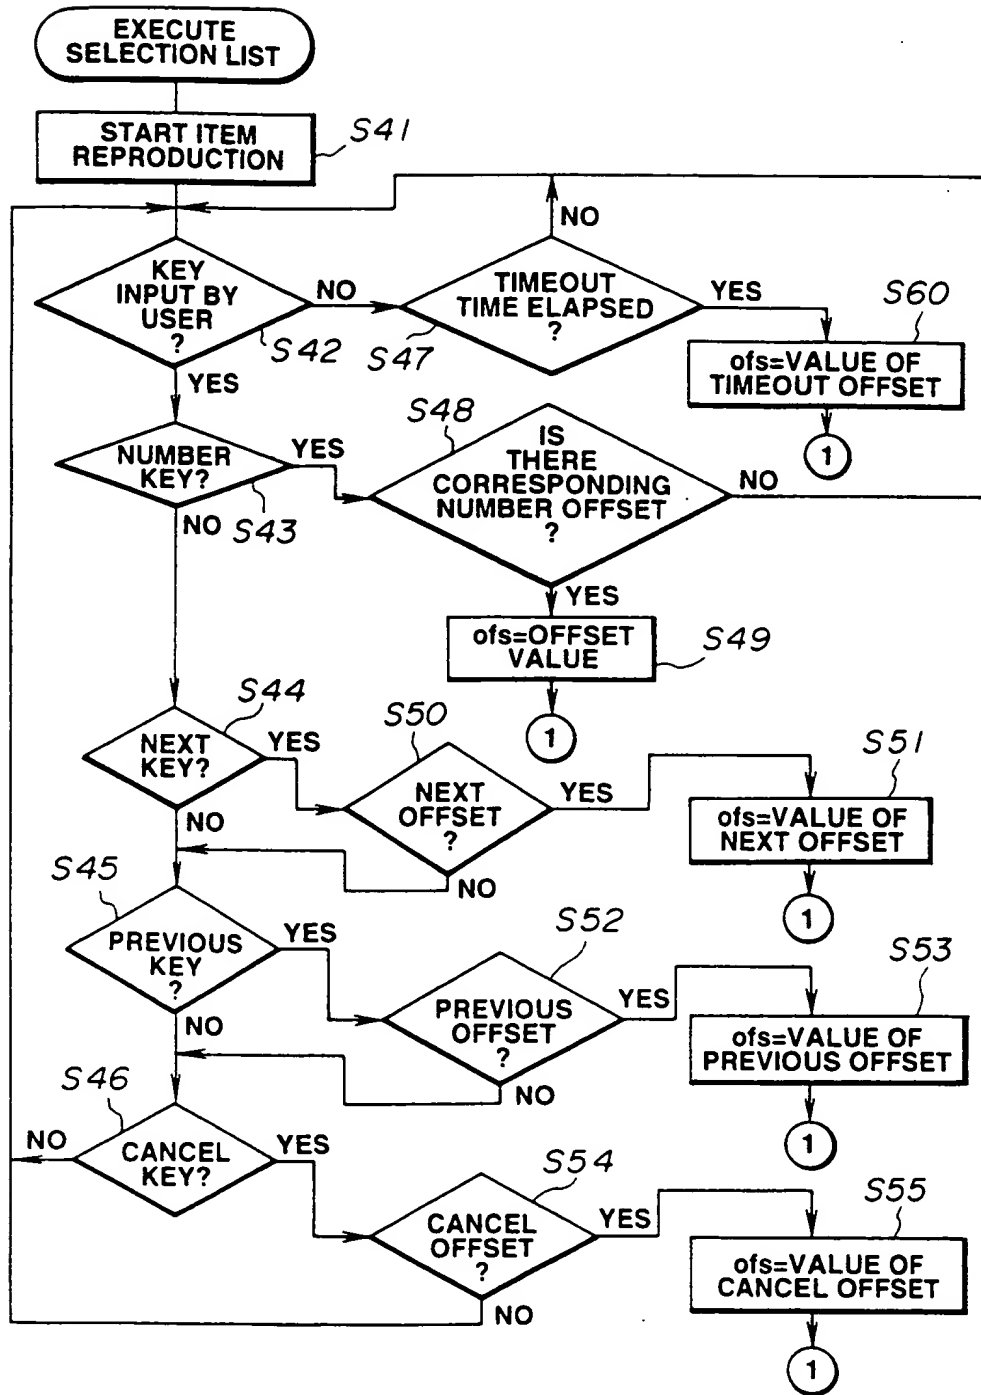 EXECUTE
SELECTION LIST
START ITEM
REPRODUCTION
S41
KEY
INPUT BY
USER
?
S42
NO
YES
TIMEOUT
TIME ELAPSED
?
S47
NO
YES
S60
ofs=VALUE OF
TIMEOUT OFFSET
1
NUMBER
KEY?
S43
YES
NO
S48
IS
THERE
CORRESPONDING
NUMBER OFFSET
?
NO
YES
ofs=OFFSET
VALUE
S49
1
S44
NEXT
KEY?
YES
NO
S50
NEXT
OFFSET
?
YES
NO
S51
ofs=VALUE OF
NEXT OFFSET
1
S45
PREVIOUS
KEY
?
YES
NO
S52
PREVIOUS
OFFSET
?
YES
NO
S53
ofs=VALUE OF
PREVIOUS OFFSET
1
S46
CANCEL
KEY?
NO
YES
S54
CANCEL
OFFSET
?
YES
NO
S55
ofs=VALUE OF
CANCEL OFFSET
1